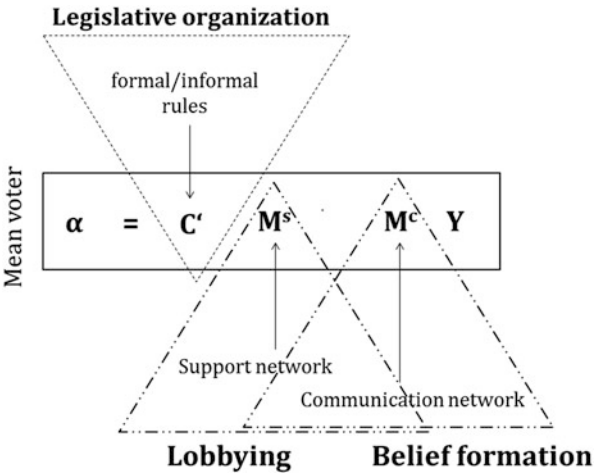 Legislative organization
formal/informal
rules
Mean voter
α = C‘ Mˢ . Mᶜ Y
Support network
Communication network
Lobbying Belief formation